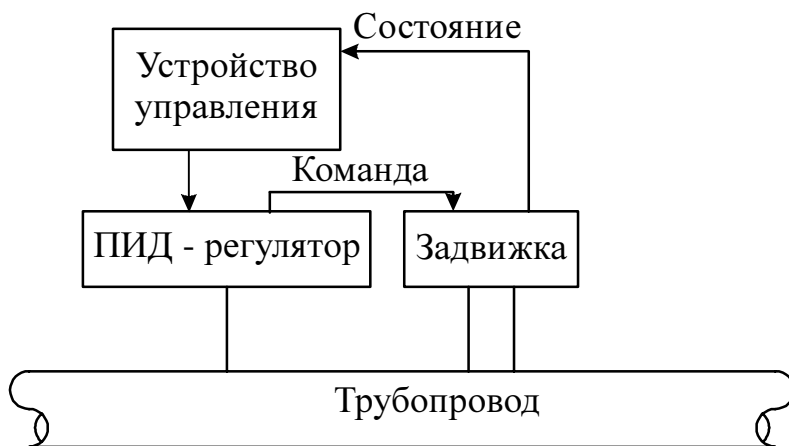 Состояние
Устройство
управления
Команда
ПИД - регулятор
Задвижка
Трубопровод